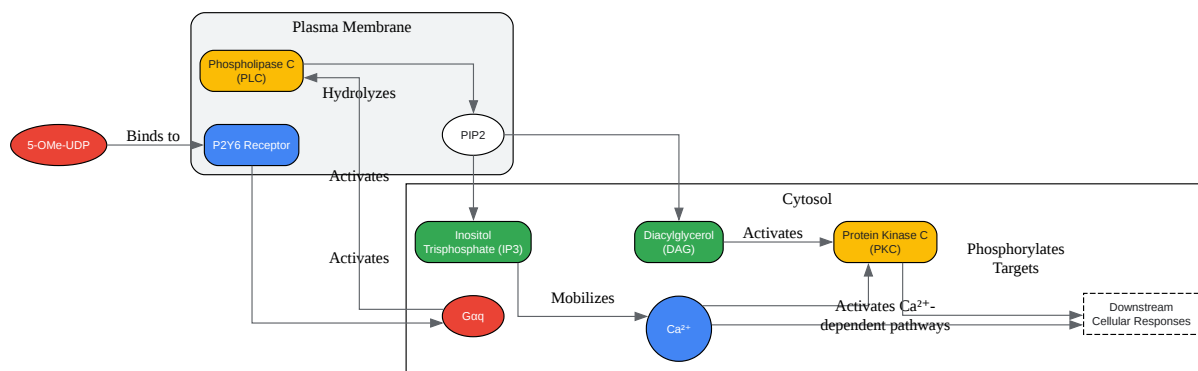 Plasma Membrane
Phospholipase C
(PLC)
Hydrolyzes
5-OMe-UDP
Binds to
P2Y6 Receptor
PIP2
Activates
Cytosol
Inositol
Trisphosphate (IP3)
Diacylglycerol
(DAG)
Activates
Protein Kinase C
(PKC)
Phosphorylates
Targets
Activates
Mobilizes
Gαq
Ca²⁺
Activates Ca²⁺-
dependent pathways
Downstream
Cellular Responses